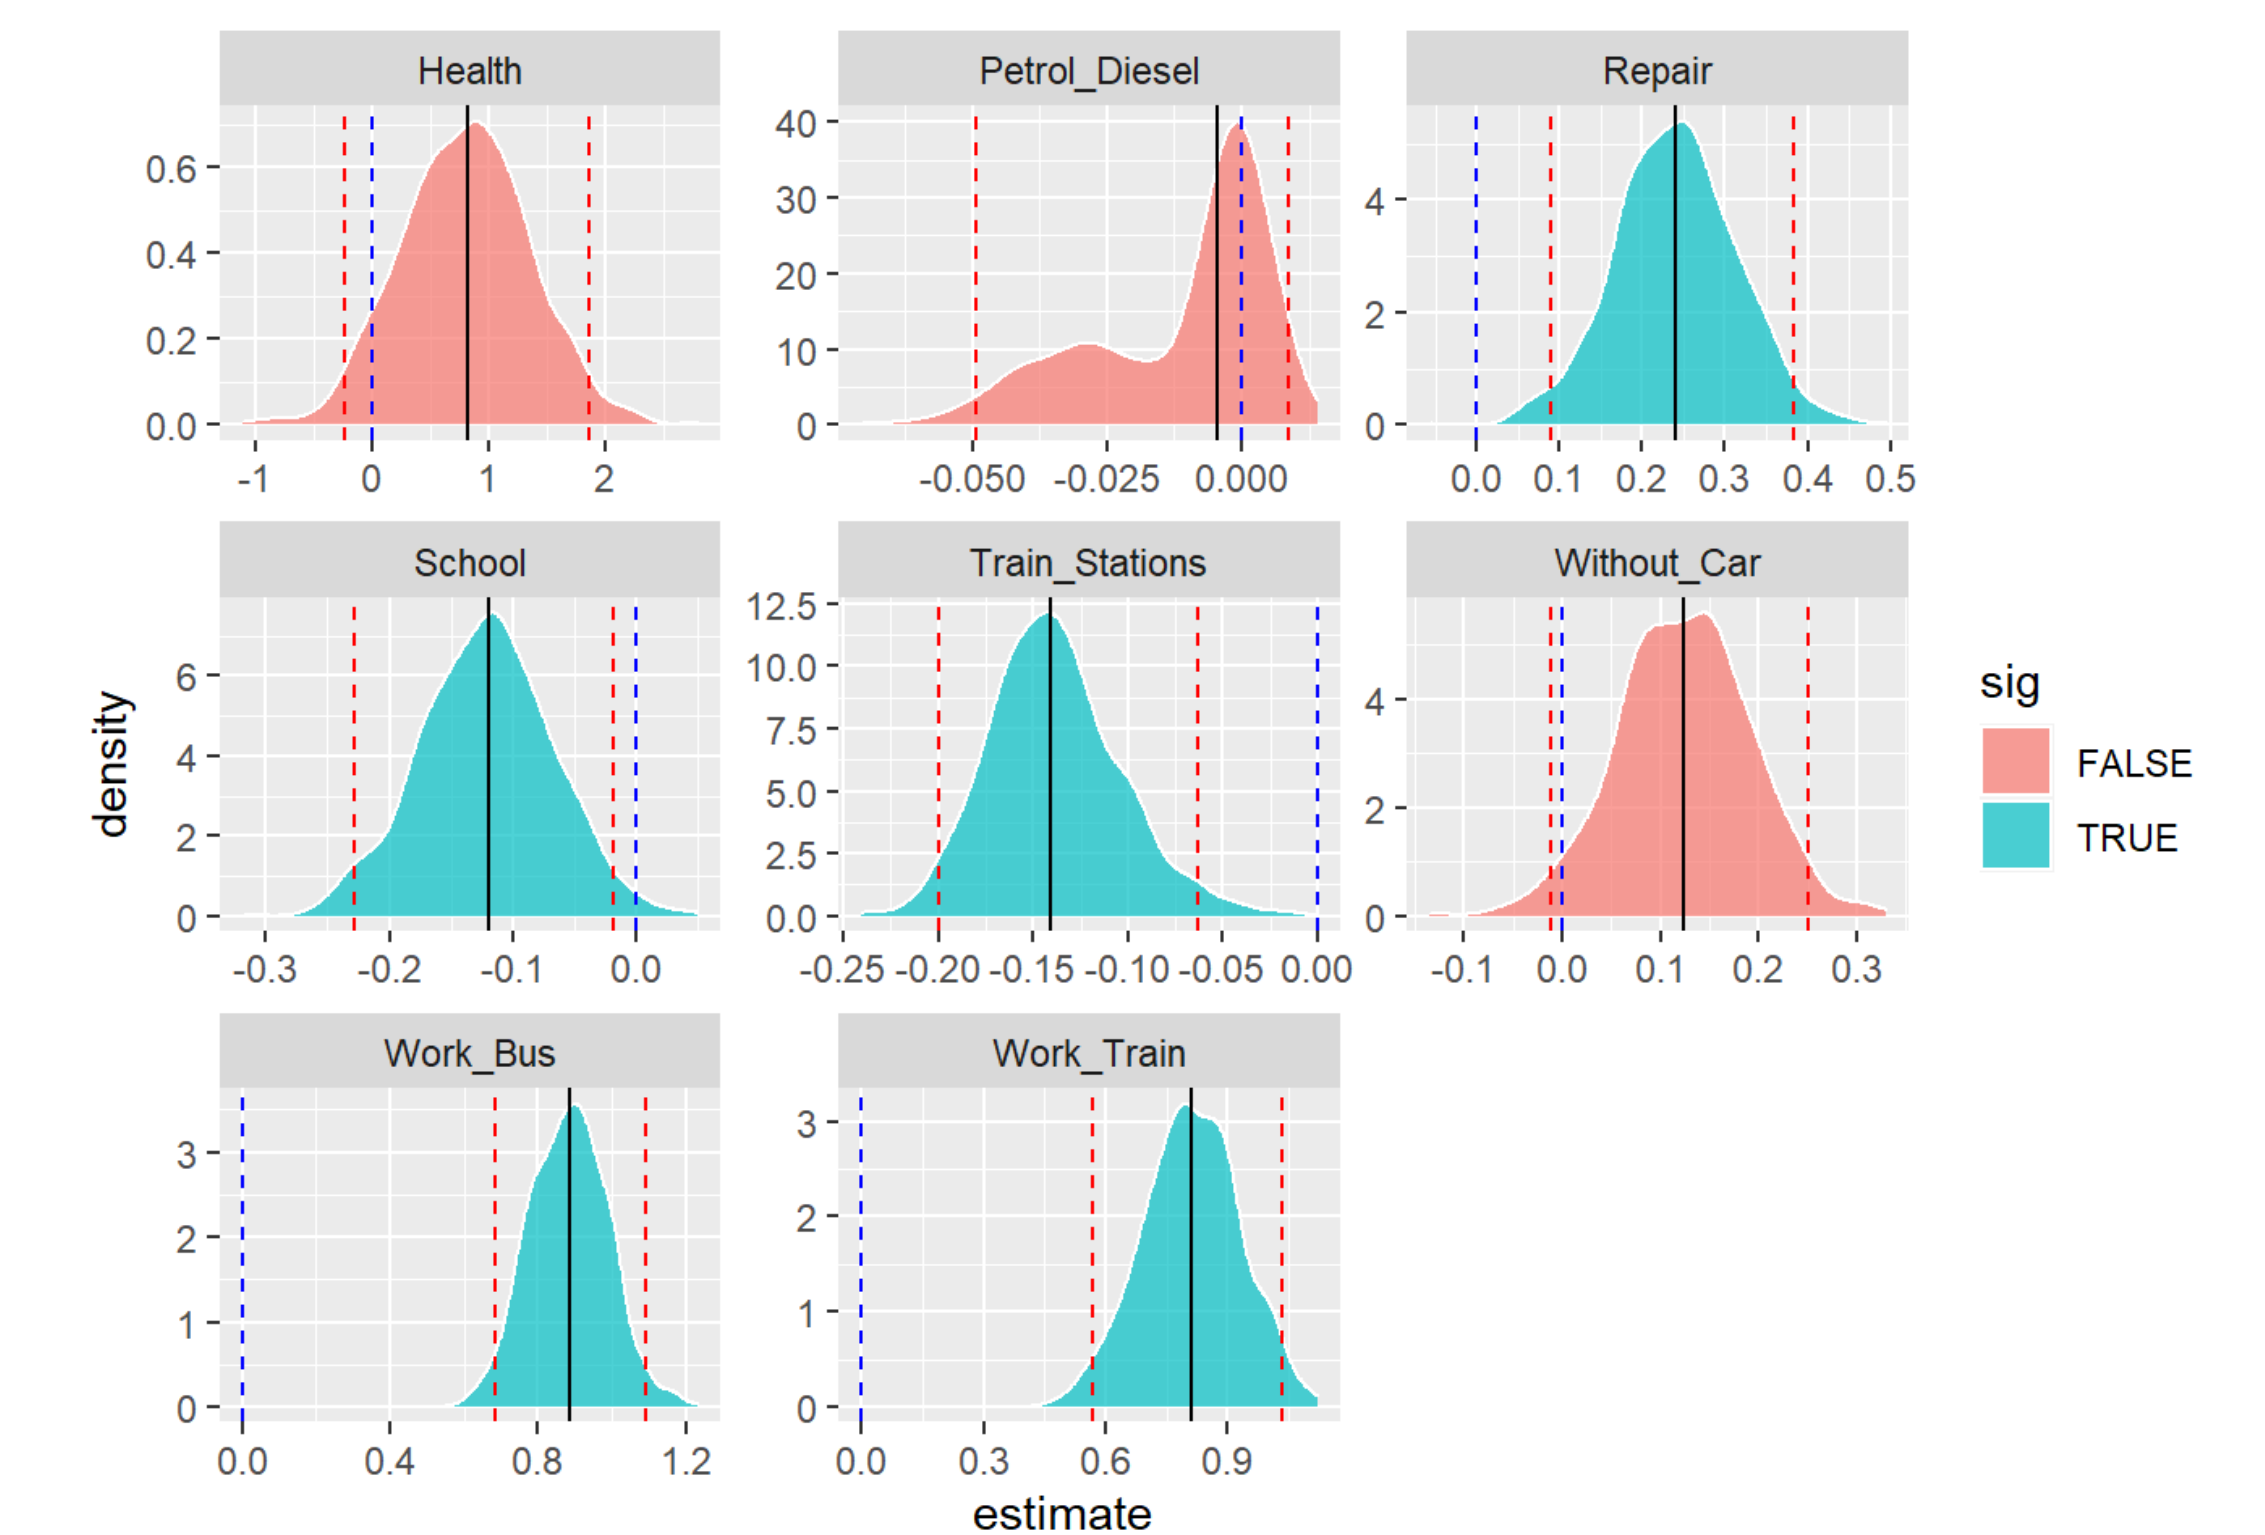 Health Petrol_Diesel Repair
0.6
0.4
0.2
0.0
-1 0 1 2
40
30
20
10
0
-0.050 -0.025 0.000
4
2
0
0.0 0.1 0.2 0.3 0.4 0.5
School Train_Stations Without_Car
6
4
2
0
-0.3 -0.2 -0.1 0.0
12.5
10.0
7.5
5.0
2.5
0.0
-0.25 -0.20 -0.15 -0.10 -0.05 0.00
4
2
0
-0.1 0.0 0.1 0.2 0.3
Work_Bus Work_Train
3
2
1
0
0.0 0.4 0.8 1.2
3
2
1
0
0.0 0.3 0.6 0.9
density
estimate
sig
FALSE
TRUE